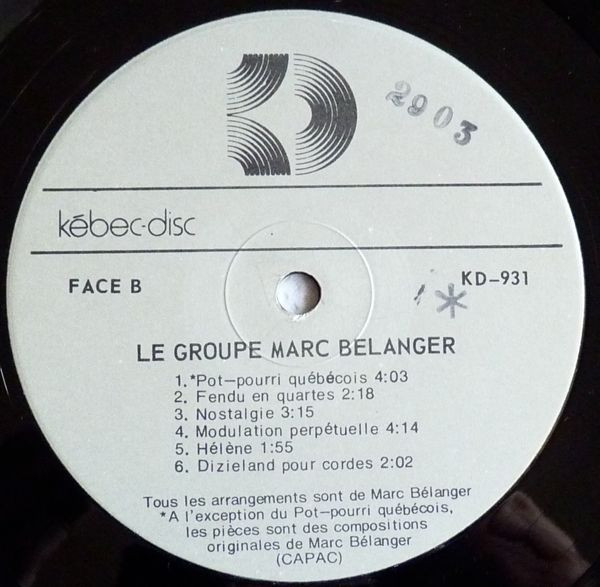 2903
kébec-disc
FACE B
KD-931
*
LE GROUPE MARC BELANGER
1.*Pot-pourri québécois 4:03
2. Fendu en quartes 2:18
3. Nostalgie 3:15
4. Modulation perpétuelle 4:14
5. Hélène 1:55
6. Dizieland pour cordes 2:02
Tous les arrangements sont de Marc Bélanger
*A l'exception du Pot-pourri québécois,
les pièces sont des compositions
originales de Marc Bélanger
(CAPAC)